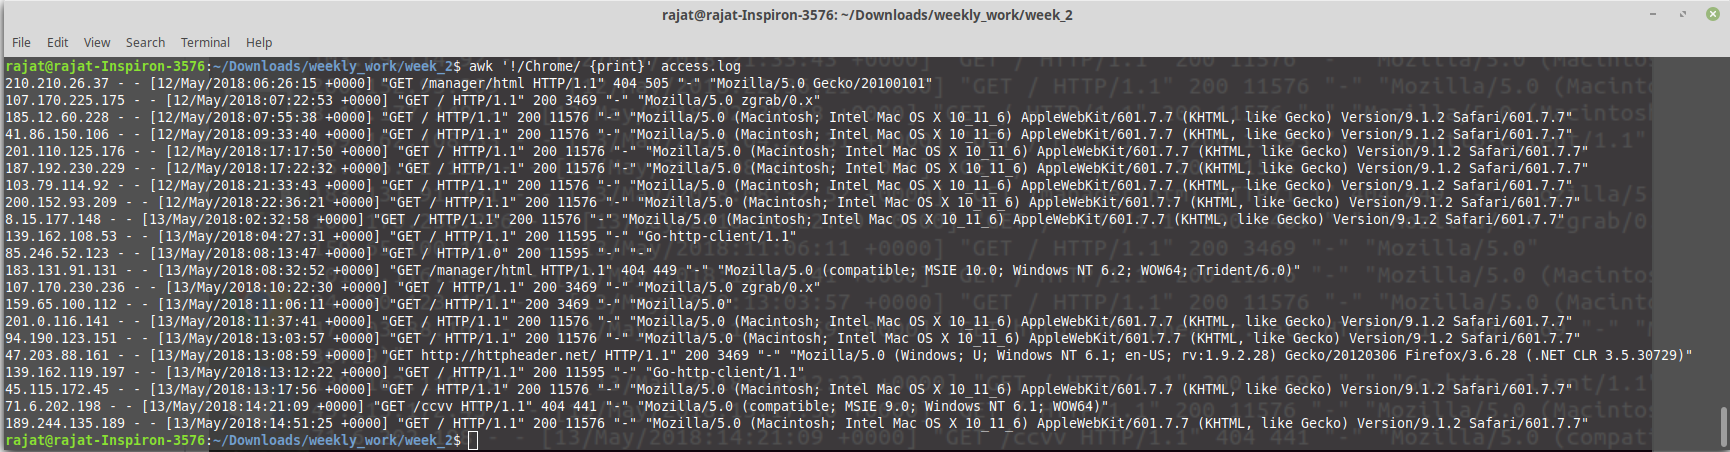 rajat@rajat-Inspiron-3576: ~/Downloads/weekly_work/week_2
File Edit View Search Terminal Help
rajat@rajat-Inspiron-3576:~/Downloads/weekly_work/week_2$ awk '!/Chrome/ {print}' access.log
210.210.26.37 - - [12/May/2018:06:26:15 +0000] "GET /manager/html HTTP/1.1" 404 505 "-" "Mozilla/5.0 Gecko/20100101"
107.170.225.175 - - [12/May/2018:07:22:53 +0000] "GET / HTTP/1.1" 200 3469 "-" "Mozilla/5.0 zgrab/0.x"
185.12.60.228 - - [12/May/2018:07:55:38 +0000] "GET / HTTP/1.1" 200 11576 "-" "Mozilla/5.0 (Macintosh; Intel Mac OS X 10_11_6) AppleWebKit/601.7.7 (KHTML, like Gecko) Version/9.1.2 Safari/601.7.7"
41.86.150.106 - - [12/May/2018:09:33:40 +0000] "GET / HTTP/1.1" 200 11576 "-" "Mozilla/5.0 (Macintosh; Intel Mac OS X 10_11_6) AppleWebKit/601.7.7 (KHTML, like Gecko) Version/9.1.2 Safari/601.7.7"
201.110.125.176 - - [12/May/2018:17:17:50 +0000] "GET / HTTP/1.1" 200 11576 "-" "Mozilla/5.0 (Macintosh; Intel Mac OS X 10_11_6) AppleWebKit/601.7.7 (KHTML, like Gecko) Version/9.1.2 Safari/601.7.7"
187.192.230.229 - - [12/May/2018:17:22:32 +0000] "GET / HTTP/1.1" 200 11576 "-" "Mozilla/5.0 (Macintosh; Intel Mac OS X 10_11_6) AppleWebKit/601.7.7 (KHTML, like Gecko) Version/9.1.2 Safari/601.7.7"
103.79.114.92 - - [12/May/2018:21:33:43 +0000] "GET / HTTP/1.1" 200 11576 "-" "Mozilla/5.0 (Macintosh; Intel Mac OS X 10_11_6) AppleWebKit/601.7.7 (KHTML, like Gecko) Version/9.1.2 Safari/601.7.7"
200.152.93.209 - - [12/May/2018:22:36:21 +0000] "GET / HTTP/1.1" 200 11576 "-" "Mozilla/5.0 (Macintosh; Intel Mac OS X 10_11_6) AppleWebKit/601.7.7 (KHTML, like Gecko) Version/9.1.2 Safari/601.7.7"
8.15.177.148 - - [13/May/2018:02:32:58 +0000] "GET / HTTP/1.1" 200 11576 "-" "Mozilla/5.0 (Macintosh; Intel Mac OS X 10_11_6) AppleWebKit/601.7.7 (KHTML, like Gecko) Version/9.1.2 Safari/601.7.7"
139.162.108.53 - - [13/May/2018:04:27:31 +0000] "GET / HTTP/1.1" 200 11595 "-" "Go-http-client/1.1"
85.246.52.123 - - [13/May/2018:08:13:47 +0000] "GET / HTTP/1.0" 200 11595 "-" "-"
183.131.91.131 - - [13/May/2018:08:32:52 +0000] "GET /manager/html HTTP/1.1" 404 449 "-" "Mozilla/5.0 (compatible; MSIE 10.0; Windows NT 6.2; WOW64; Trident/6.0)"
107.170.230.236 - - [13/May/2018:10:22:30 +0000] "GET / HTTP/1.1" 200 3469 "-" "Mozilla/5.0 zgrab/0.x"
159.65.100.112 - - [13/May/2018:11:06:11 +0000] "GET / HTTP/1.1" 200 3469 "-" "Mozilla/5.0"
201.0.116.141 - - [13/May/2018:11:37:41 +0000] "GET / HTTP/1.1" 200 11576 "-" "Mozilla/5.0 (Macintosh; Intel Mac OS X 10_11_6) AppleWebKit/601.7.7 (KHTML, like Gecko) Version/9.1.2 Safari/601.7.7"
94.190.123.151 - - [13/May/2018:13:03:57 +0000] "GET / HTTP/1.1" 200 11576 "-" "Mozilla/5.0 (Macintosh; Intel Mac OS X 10_11_6) AppleWebKit/601.7.7 (KHTML, like Gecko) Version/9.1.2 Safari/601.7.7"
47.203.88.161 - - [13/May/2018:13:08:59 +0000] "GET http://httpheader.net/ HTTP/1.1" 200 3469 "-" "Mozilla/5.0 (Windows; U; Windows NT 6.1; en-US; rv:1.9.2.28) Gecko/20120306 Firefox/3.6.28 (.NET CLR 3.5.30729)"
139.162.119.197 - - [13/May/2018:13:12:22 +0000] "GET / HTTP/1.1" 200 11595 "-" "Go-http-client/1.1"
45.115.172.45 - - [13/May/2018:13:17:56 +0000] "GET / HTTP/1.1" 200 11576 "-" "Mozilla/5.0 (Macintosh; Intel Mac OS X 10_11_6) AppleWebKit/601.7.7 (KHTML, like Gecko) Version/9.1.2 Safari/601.7.7"
71.6.202.198 - - [13/May/2018:14:21:09 +0000] "GET /ccvv HTTP/1.1" 404 441 "-" "Mozilla/5.0 (compatible; MSIE 9.0; Windows NT 6.1; WOW64)"
189.244.135.189 - - [13/May/2018:14:51:25 +0000] "GET / HTTP/1.1" 200 11576 "-" "Mozilla/5.0 (Macintosh; Intel Mac OS X 10_11_6) AppleWebKit/601.7.7 (KHTML, like Gecko) Version/9.1.2 Safari/601.7.7"
rajat@rajat-Inspiron-3576:~/Downloads/weekly_work/week_2$